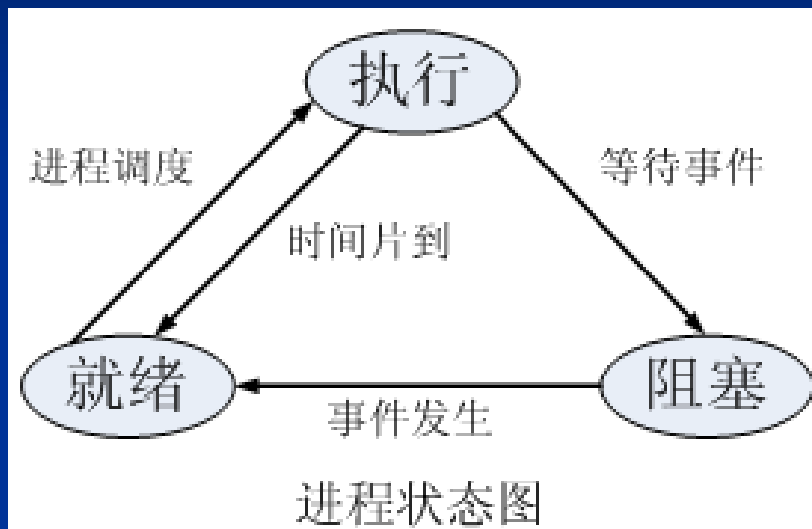 执行
进程调度
等待事件
时间片到
就绪
阻塞
事件发生
进程状态图